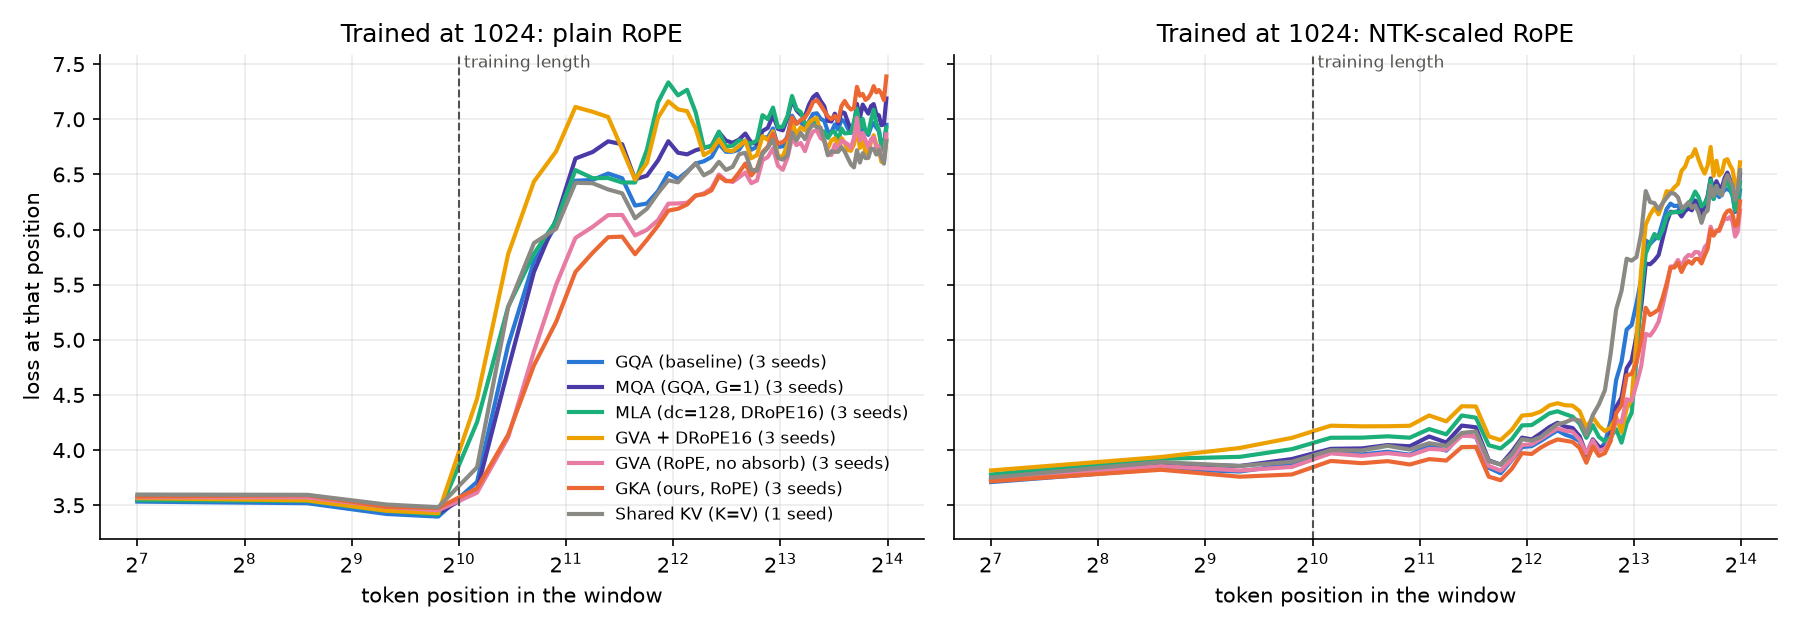 Trained at 1024: plain RoPE
training length
7.5
7.0
6.5
6.0
5.5
5.0
4.5
4.0
3.5
loss at that position
GQA (baseline) (3 seeds)
MQA (GQA, G=1) (3 seeds)
MLA (dc=128, DRoPE16) (3 seeds)
GVA + DRoPE16 (3 seeds)
GVA (RoPE, no absorb) (3 seeds)
GKA (ours, RoPE) (3 seeds)
Shared KV (K=V) (1 seed)
2^7 2^8 2^9 2^10 2^11 2^12 2^13 2^14
token position in the window
Trained at 1024: NTK-scaled RoPE
training length
2^7 2^8 2^9 2^10 2^11 2^12 2^13 2^14
token position in the window